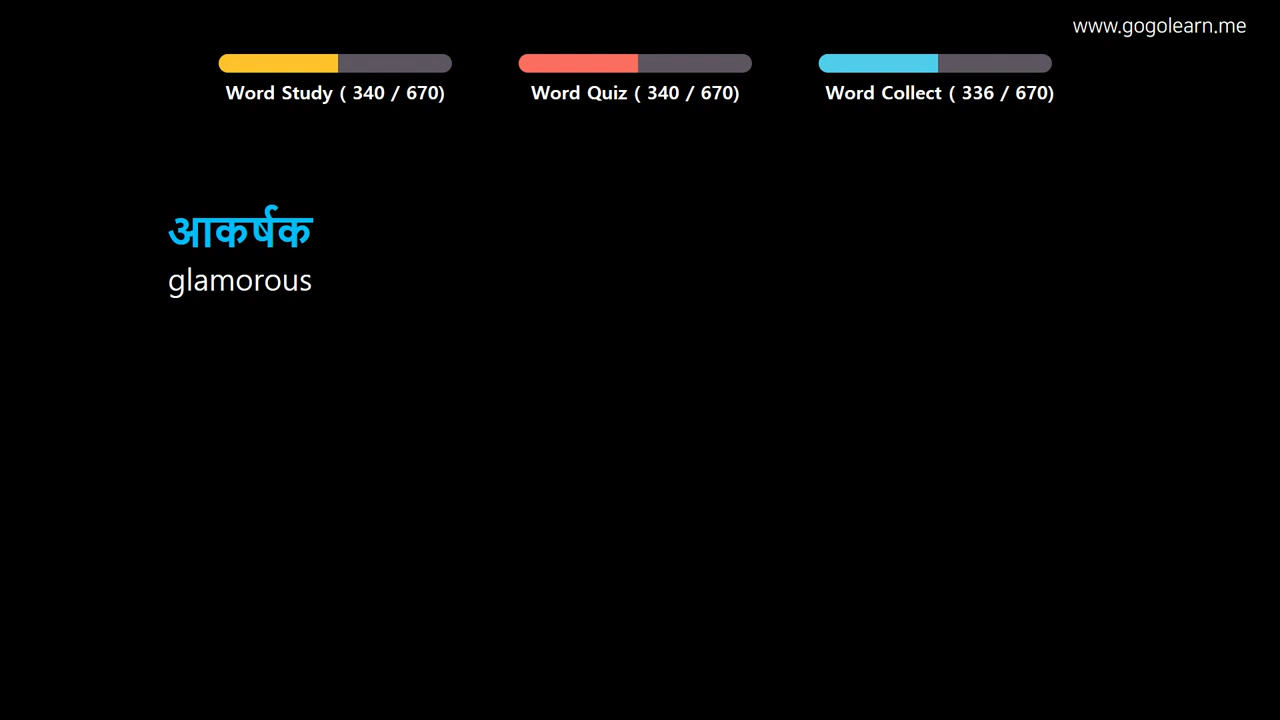 www.gogolearn.me
Word Study ( 340 / 670)
Word Quiz ( 340 / 670)
Word Collect ( 336 / 670)
आकर्षक
glamorous